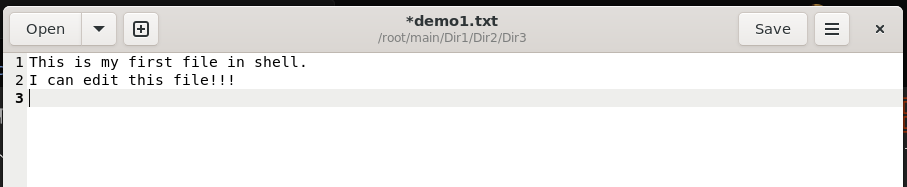 Open
*demo1.txt
/root/main/Dir1/Dir2/Dir3
Save
1 This is my first file in shell.
2 I can edit this file!!!
3